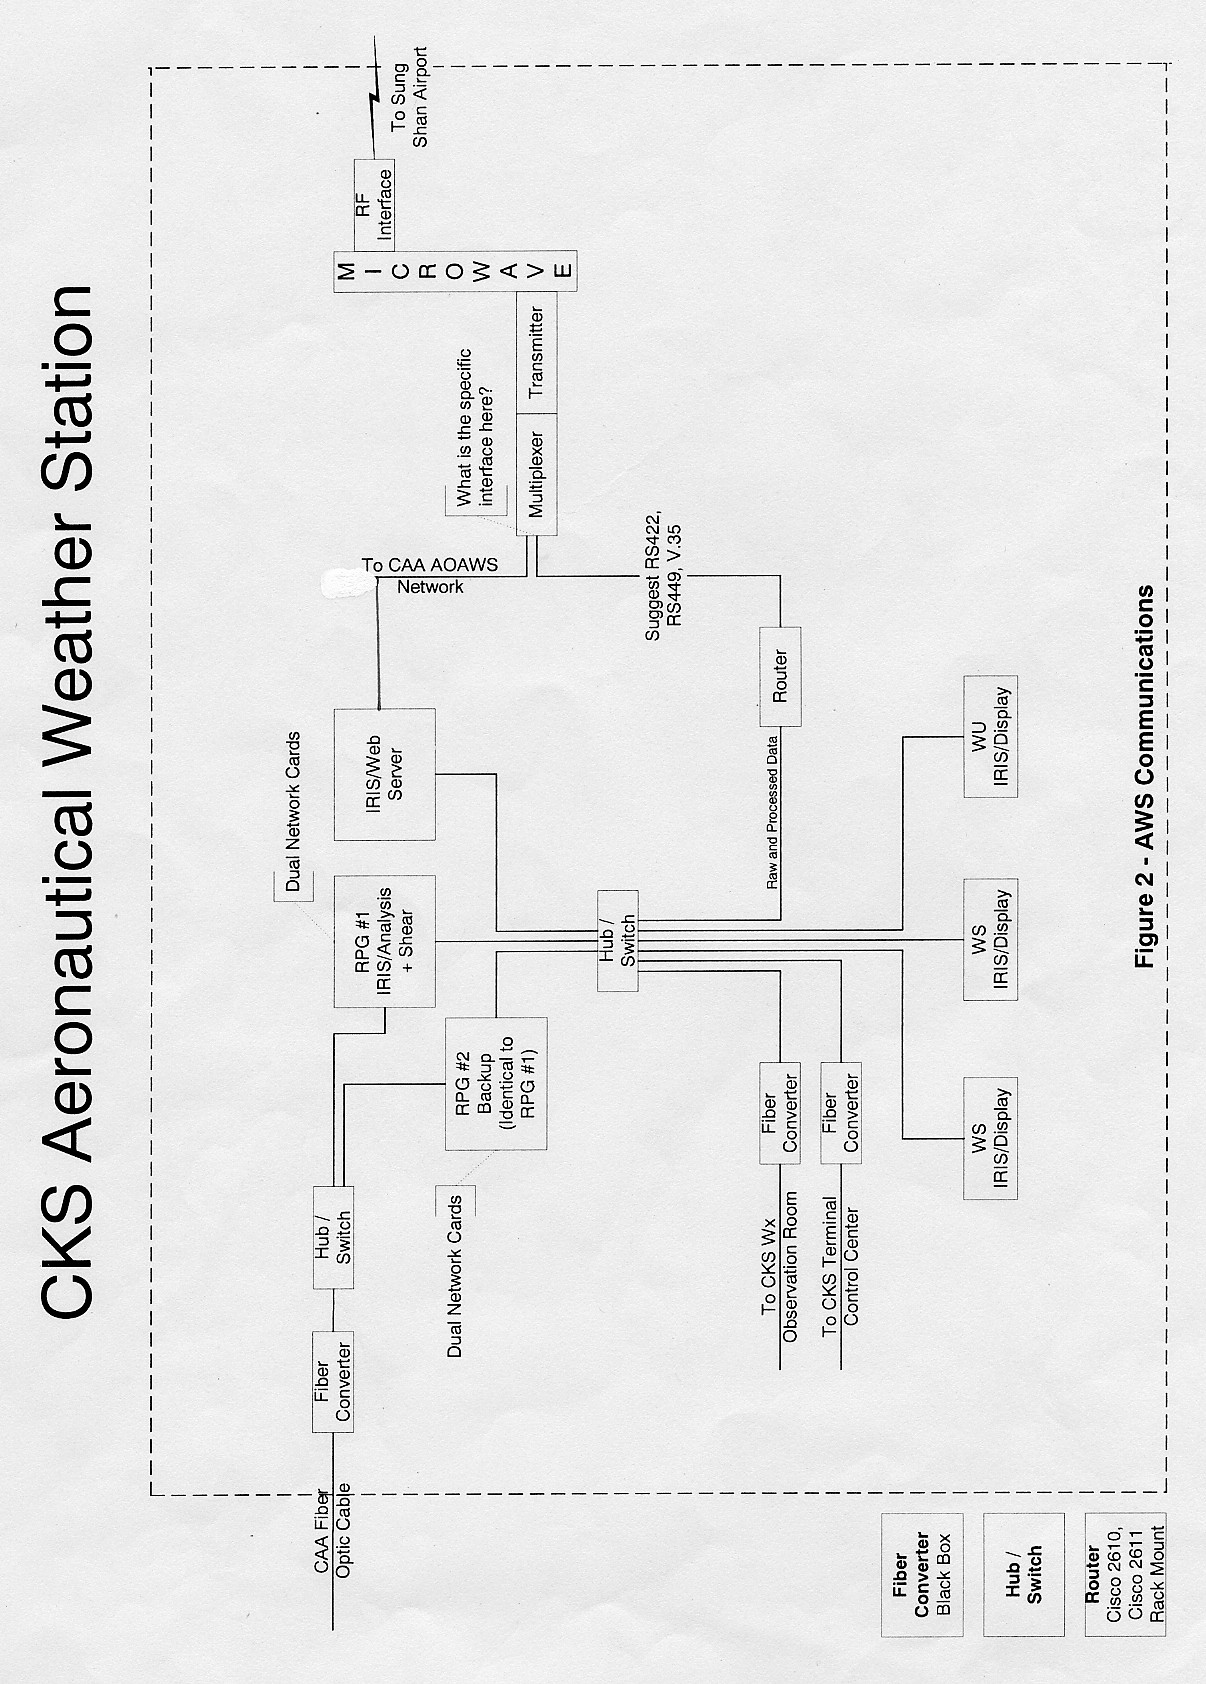 CKS Aeronautical Weather Station
CAA Fiber
Optic Cable
Fiber
Converter
Hub /
Switch
Dual Network Cards
RPG #2
Backup
(Identical to
RPG #1)
Dual Network Cards
RPG #1
IRIS/Analysis
+ Shear
IRIS/Web
Server
To CAA AOAWS
Network
What is the specific
interface here?
Multiplexer
Transmitter
M
I
C
R
O
W
A
V
E
RF
Interface
To Sung
Shan Airport
Hub /
Switch
Raw and Processed Data
Router
Suggest RS422,
RS449, V.35
To CKS Wx
Observation Room
Fiber
Converter
To CKS Terminal
Control Center
Fiber
Converter
WS
IRIS/Display
WS
IRIS/Display
WU
IRIS/Display
Fiber
Converter
Black Box
Hub /
Switch
Router
Cisco 2610,
Cisco 2611
Rack Mount
Figure 2 - AWS Communications